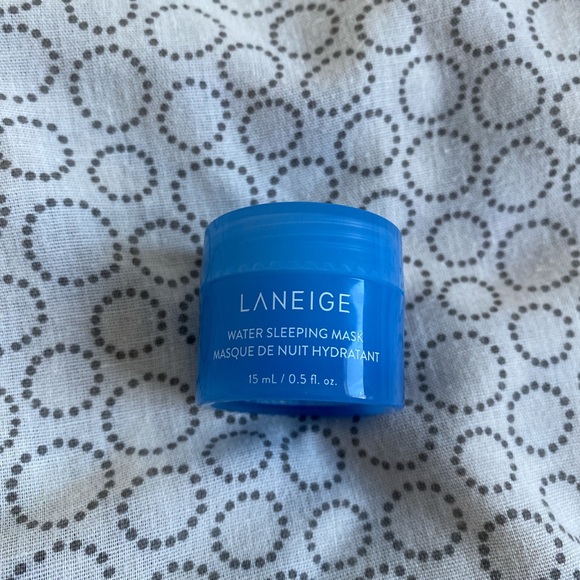 LANEIGE
WATER SLEEPING MASK
MASQUE DE NUIT HYDRATANT
15 mL / 0.5 fl. oz.